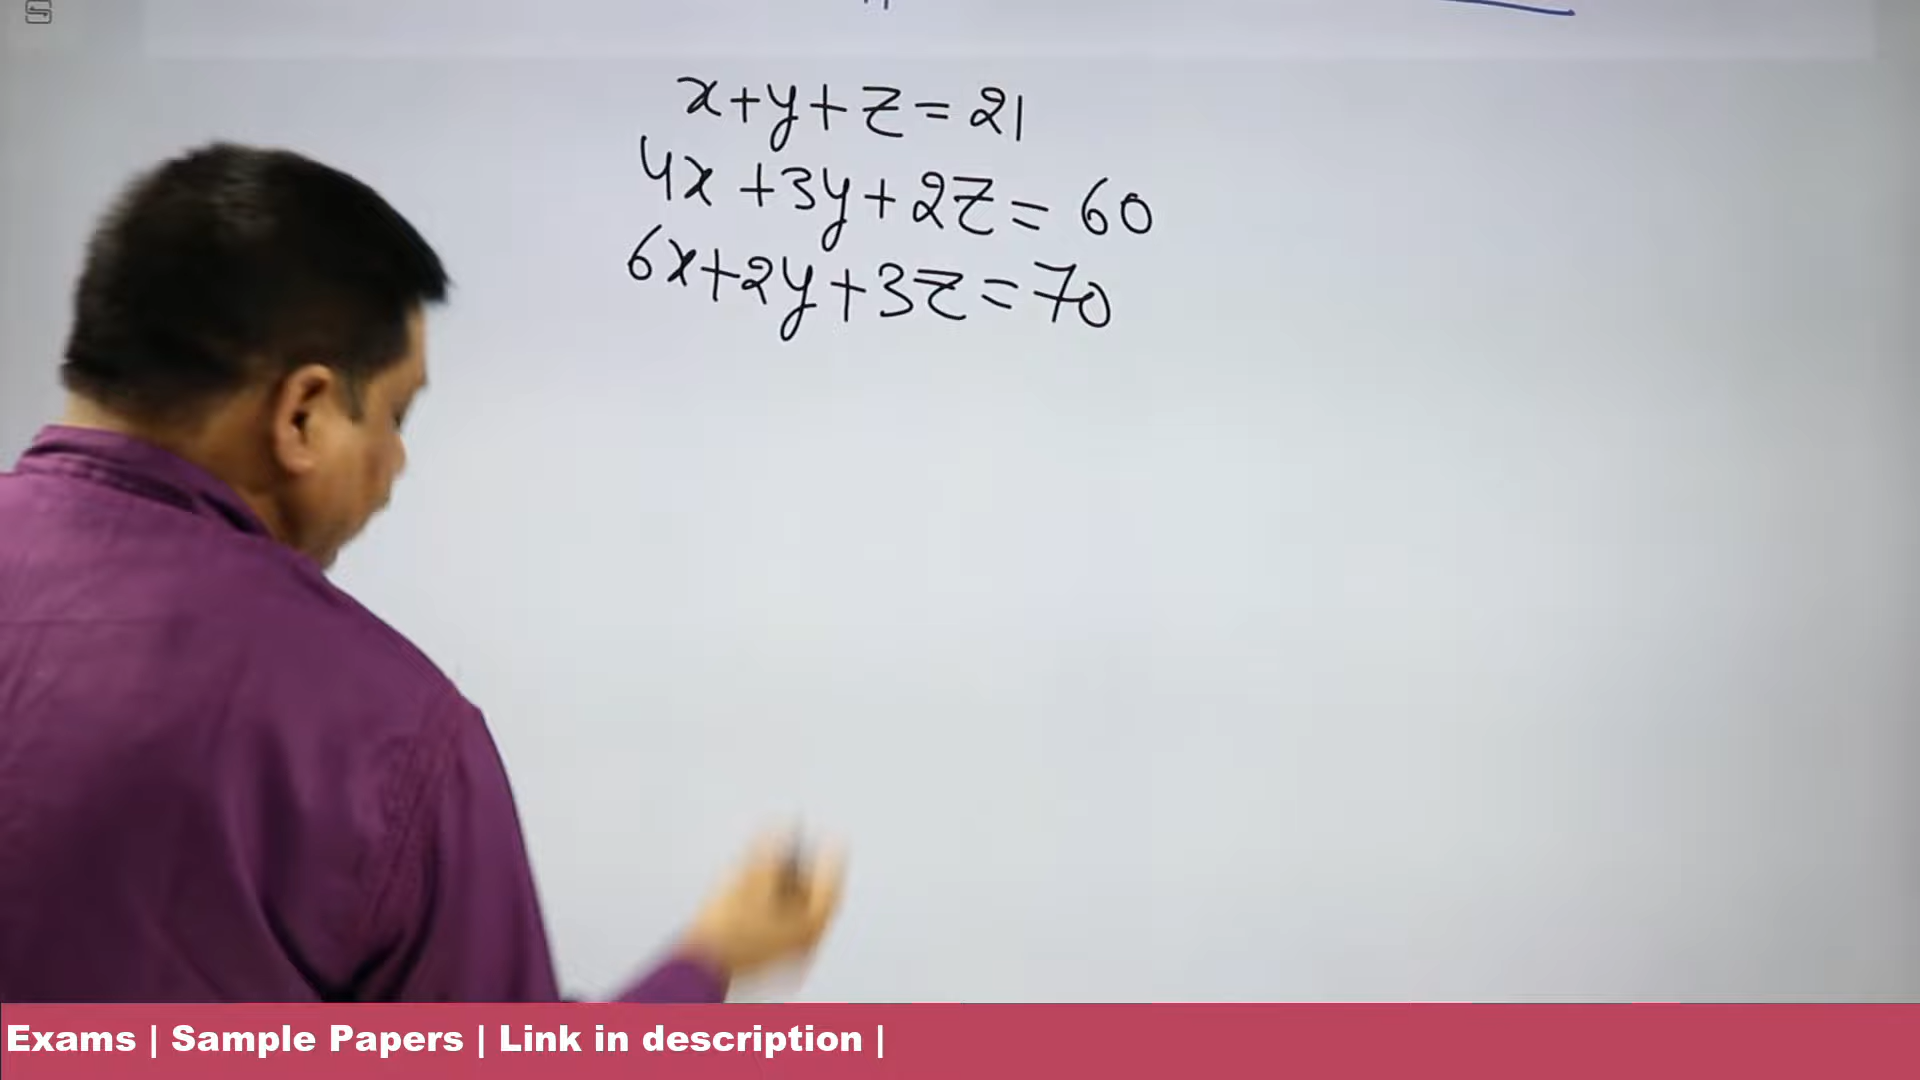 x+y+z=21
4x+3y+2z=60
6x+2y+3z=70
Exams | Sample Papers | Link in description |